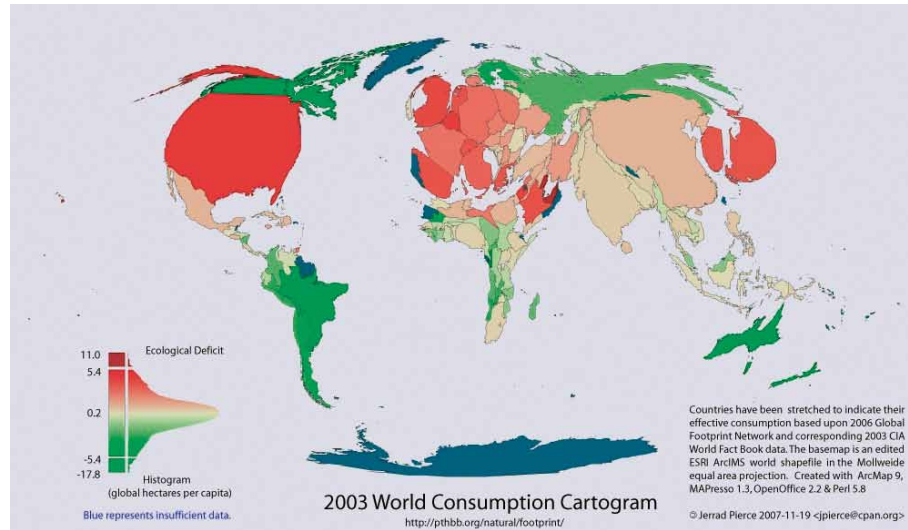 Ecological Deficit
11.0
5.4
0.2
-5.4
-17.8
Histogram
(global hectares per capita)
Blue represents insufficient data.
2003 World Consumption Cartogram
http://pthbb.org/natural/footprint/
Countries have been stretched to indicate their
effective consumption based upon 2006 Global
Footprint Network and corresponding 2003 CIA
World Fact Book data. The basemap is an edited
ESRI ArcIMS world shapefile in the Mollweide
equal area projection. Created with ArcMap 9,
MAPresso 1.3, OpenOffice 2.2 & Perl 5.8
Jerrad Pierce 2007-11-19 <jpierce@cpan.org>